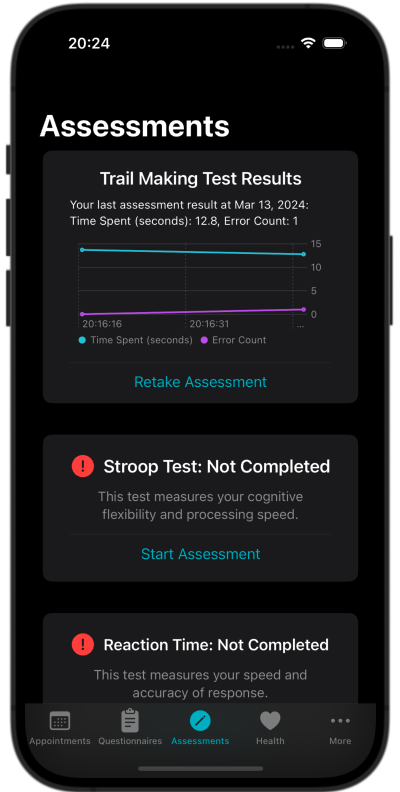 20:24
Assessments
Trail Making Test Results
Your last assessment result at Mar 13, 2024:
Time Spent (seconds): 12.8, Error Count: 1
15
10
5
0
20:16:16 20:16:31 ...
Time Spent (seconds) Error Count
Retake Assessment
Stroop Test: Not Completed
This test measures your cognitive
flexibility and processing speed.
Start Assessment
Reaction Time: Not Completed
This test measures your speed and
accuracy of response.
Appointments Questionnaires Assessments Health More